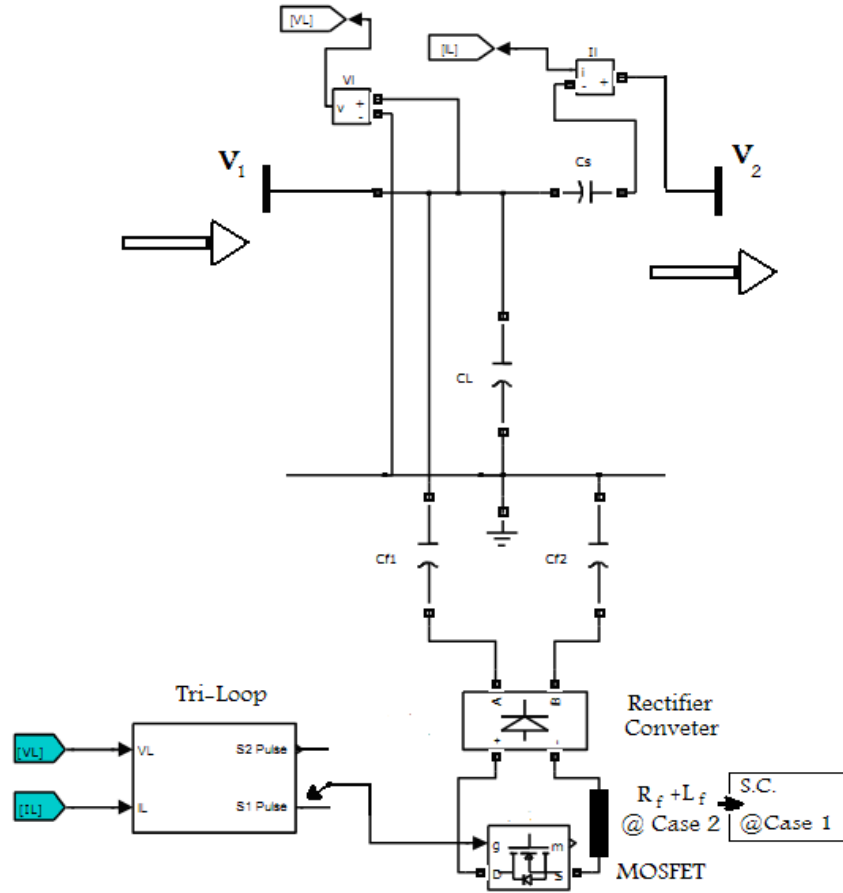 [VL]
[IL]
Vl
v
+
-
Il
i
-
+
V1
Cs
V2
CL
Cf1
Cf2
A
B
+
-
Rectifier
Conveter
Tri-Loop
[VL]
VL
S2 Pulse
[IL]
IL
S1 Pulse
g
m
D
S
MOSFET
Rf +Lf
@ Case 2
S.C.
@Case 1